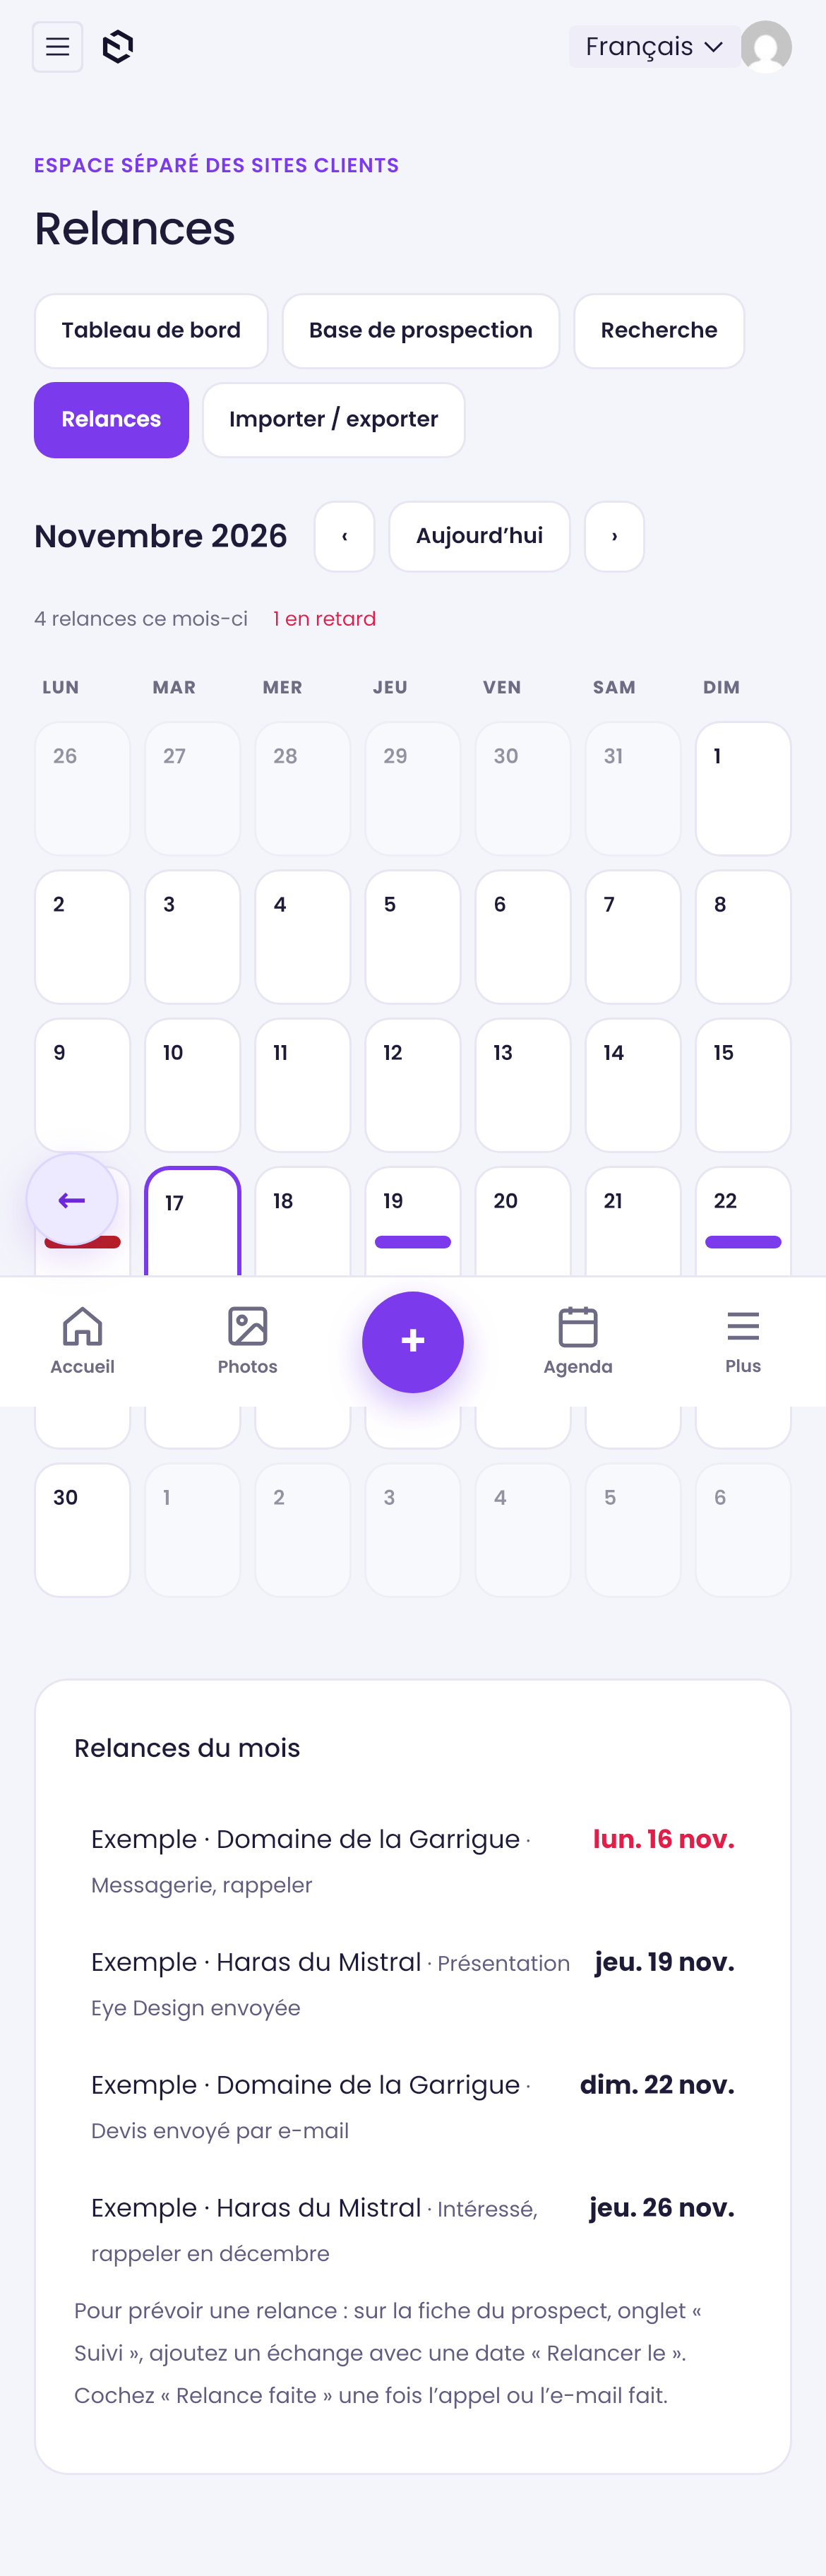 Français
ESPACE SÉPARÉ DES SITES CLIENTS
Relances
Tableau de bord
Base de prospection
Recherche
Relances
Importer / exporter
Novembre 2026
‹
Aujourd’hui
›
4 relances ce mois-ci 1 en retard
LUN MAR MER JEU VEN SAM DIM
26 27 28 29 30 31 1
2 3 4 5 6 7 8
9 10 11 12 13 14 15
17 18 19 20 21 22
Accueil Photos + Agenda Plus
30 1 2 3 4 5 6
Relances du mois
Exemple · Domaine de la Garrigue · lun. 16 nov.
Messagerie, rappeler
Exemple · Haras du Mistral · Présentation jeu. 19 nov.
Eye Design envoyée
Exemple · Domaine de la Garrigue · dim. 22 nov.
Devis envoyé par e-mail
Exemple · Haras du Mistral · Intéressé, jeu. 26 nov.
rappeler en décembre
Pour prévoir une relance : sur la fiche du prospect, onglet «
Suivi », ajoutez un échange avec une date « Relancer le ».
Cochez « Relance faite » une fois l’appel ou l’e-mail fait.